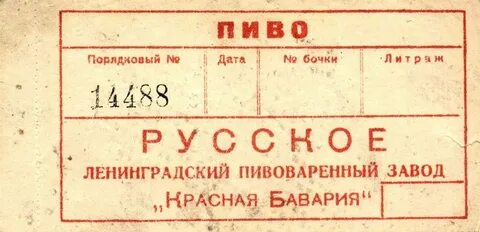 ПИВО
Порядковый № Дата № бочки Литраж
14488
РУССКОЕ
ЛЕНИНГРАДСКИЙ ПИВОВАРЕННЫЙ ЗАВОД
„КРАСНАЯ БАВАРИЯ"